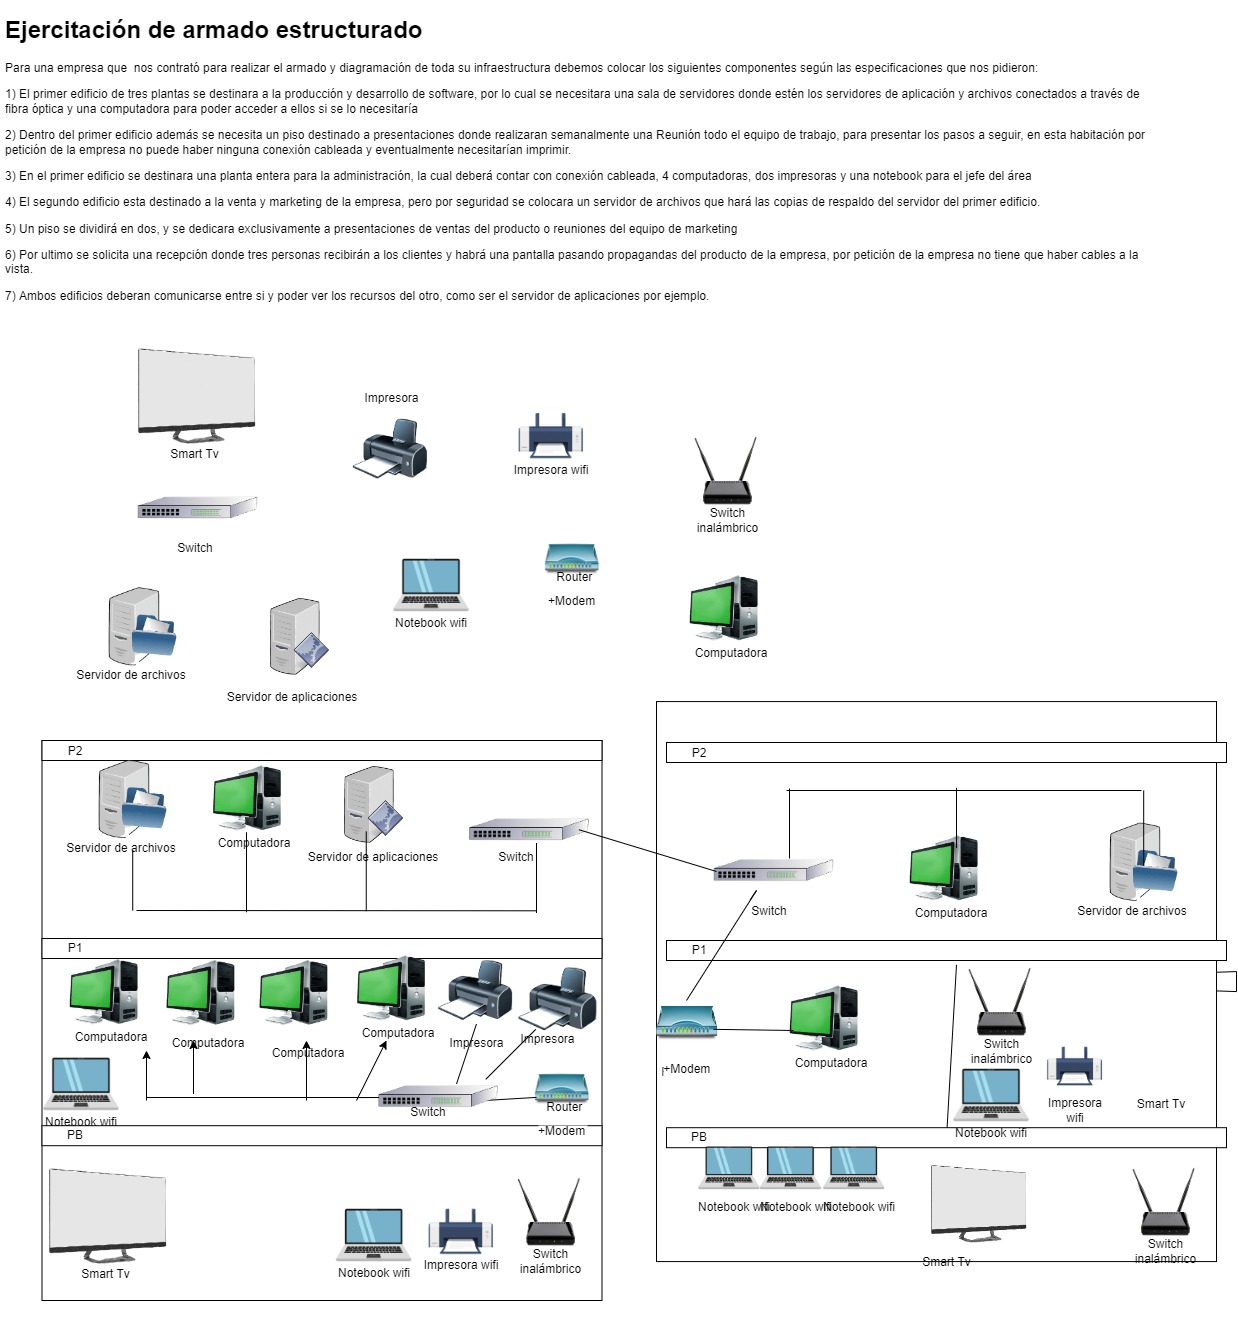 Ejercitación de armado estructurado
Para una empresa que  nos contrató para realizar el armado y diagramación de toda su infraestructura debemos colocar los siguientes componentes según las especificaciones que nos pidieron:
1) El primer edificio de tres plantas se destinara a la producción y desarrollo de software, por lo cual se necesitara una sala de servidores donde estén los servidores de aplicación y archivos conectados a través de
fibra óptica y una computadora para poder acceder a ellos si se lo necesitaría
2) Dentro del primer edificio además se necesita un piso destinado a presentaciones donde realizaran semanalmente una Reunión todo el equipo de trabajo, para presentar los pasos a seguir, en esta habitación por
petición de la empresa no puede haber ninguna conexión cableada y eventualmente necesitarían imprimir.
3) En el primer edificio se destinara una planta entera para la administración, la cual deberá contar con conexión cableada, 4 computadoras, dos impresoras y una notebook para el jefe del área
4) El segundo edificio esta destinado a la venta y marketing de la empresa, pero por seguridad se colocara un servidor de archivos que hará las copias de respaldo del servidor del primer edificio.
5) Un piso se dividirá en dos, y se dedicara exclusivamente a presentaciones de ventas del producto o reuniones del equipo de marketing
6) Por ultimo se solicita una recepción donde tres personas recibirán a los clientes y habrá una pantalla pasando propagandas del producto de la empresa, por petición de la empresa no tiene que haber cables a la
vista.
7) Ambos edificios deberan comunicarse entre si y poder ver los recursos del otro, como ser el servidor de aplicaciones por ejemplo.
Impresora
Smart Tv
Impresora wifi
Switch
inalámbrico
Switch
Router
+Modem
Notebook wifi
Computadora
Servidor de archivos
Servidor de aplicaciones
P2
Servidor de archivos
Computadora
Servidor de aplicaciones
Switch
P1
Computadora
Computadora
Computadora
Computadora
Impresora
Impresora
Notebook wifi
Switch
Router
+Modem
PB
Smart Tv
Notebook wifi
Impresora wifi
Switch
inalámbrico
P2
Switch
Computadora
Servidor de archivos
P1
+Modem
Computadora
Switch
inalámbrico
Notebook wifi
Impresora
wifi
Smart Tv
PB
Notebook wifi
Notebook wifi
Notebook wifi
Smart Tv
Switch
inalámbrico